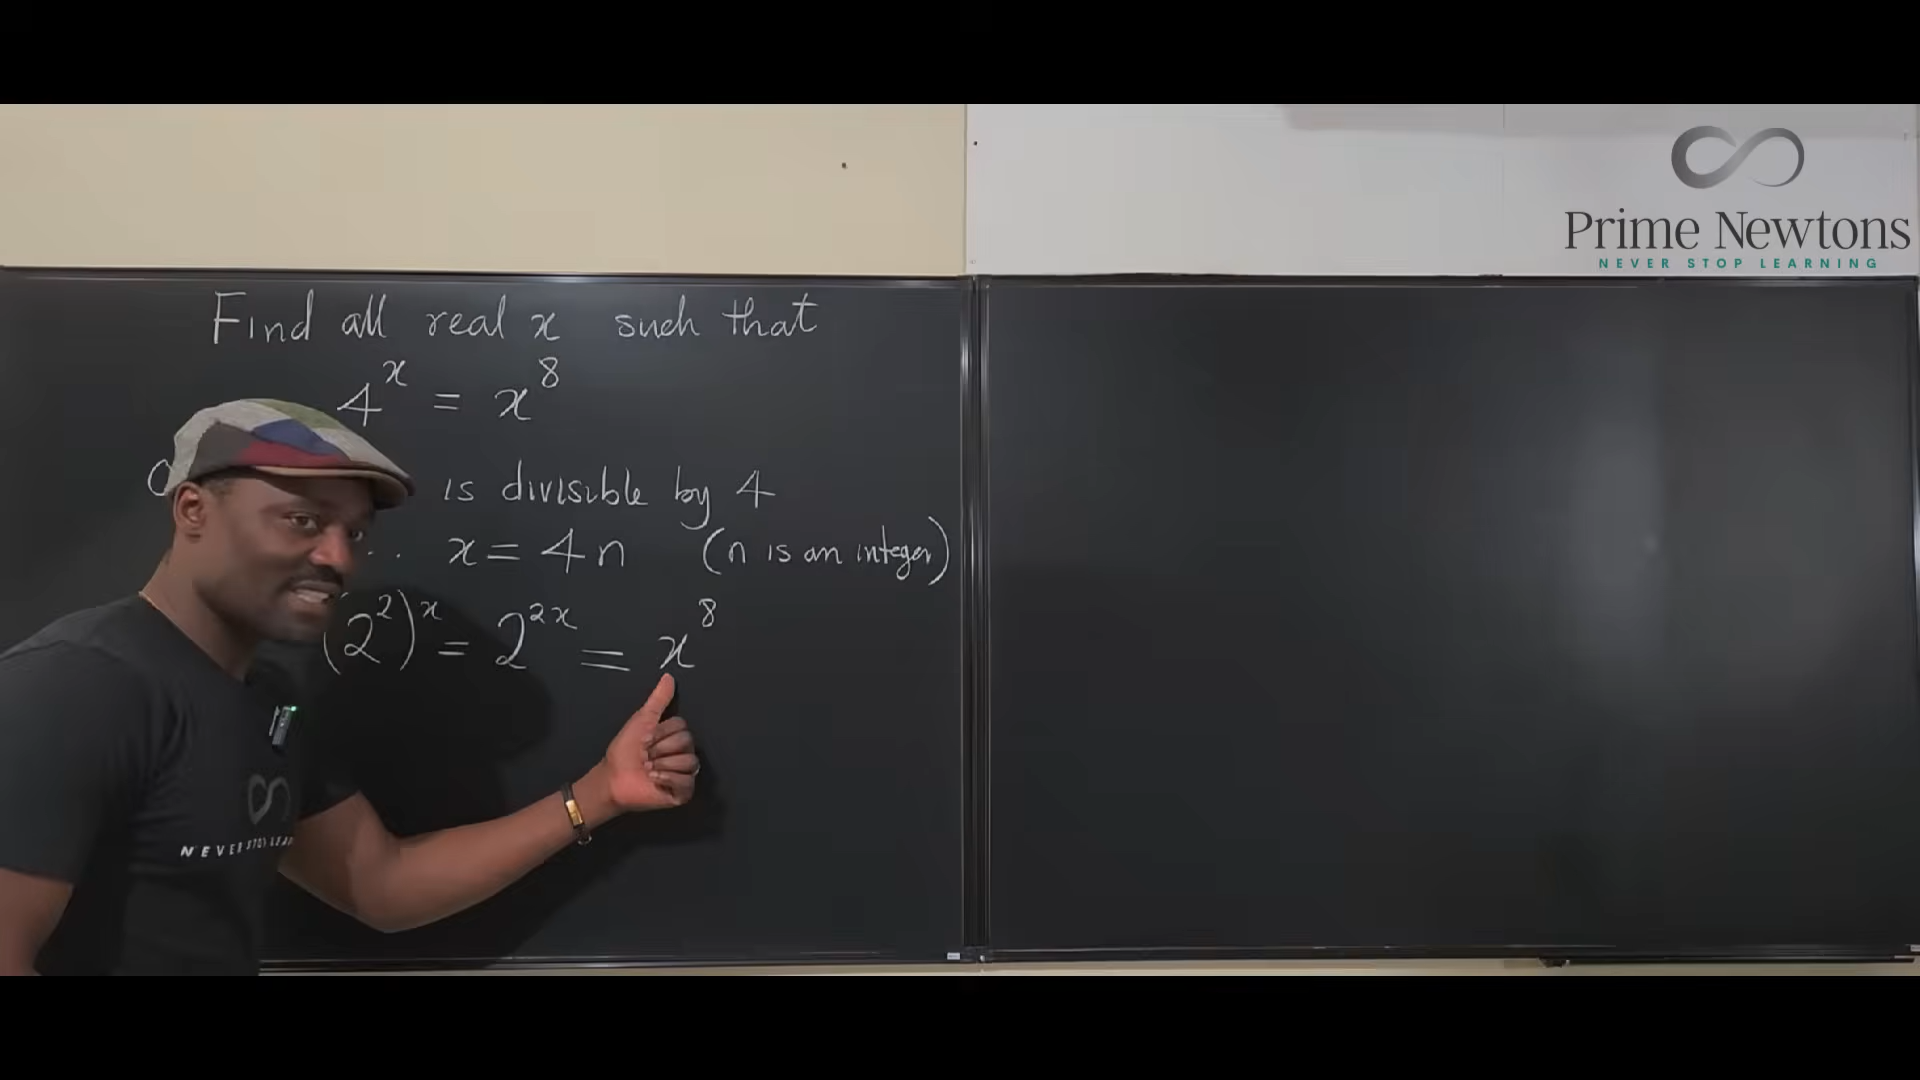 Prime Newtons
NEVER STOP LEARNING
Find all real x such that
4^x = x^8
is divisible by 4
x = 4n (n is an integer)
(2^2)^x = 2^{2x} = x^8
NEVER STOP